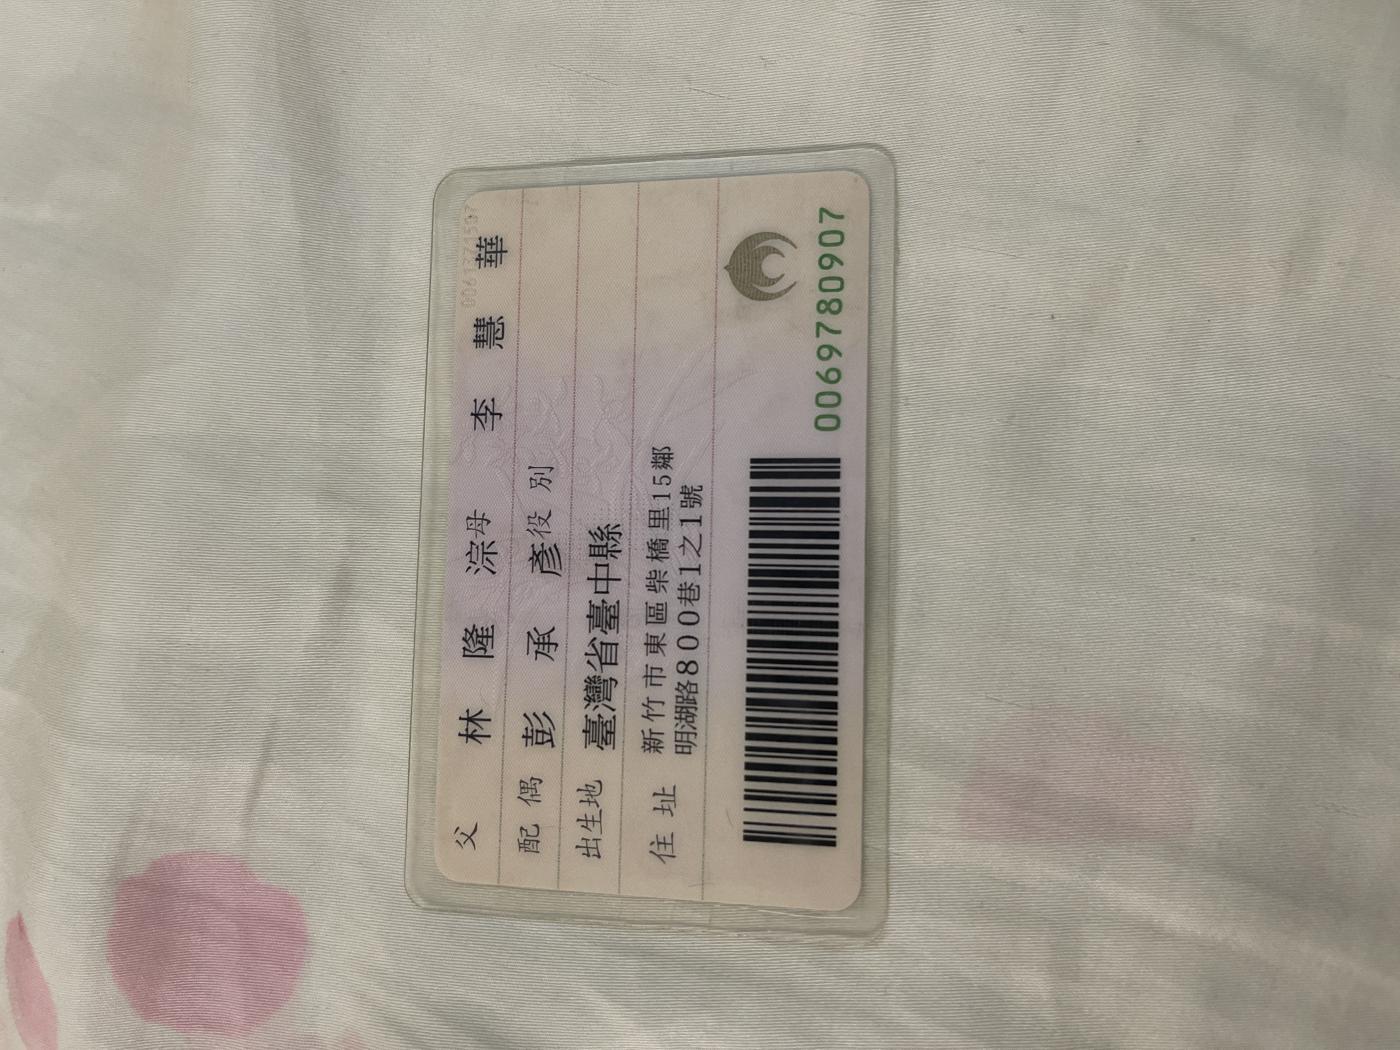 父 林隆淙 母 李慧華
配偶 彭承彥 役別
出生地 臺灣省臺中縣
住址 新竹市東區柴橋里15鄰
明湖路800巷1之1號
0069780907